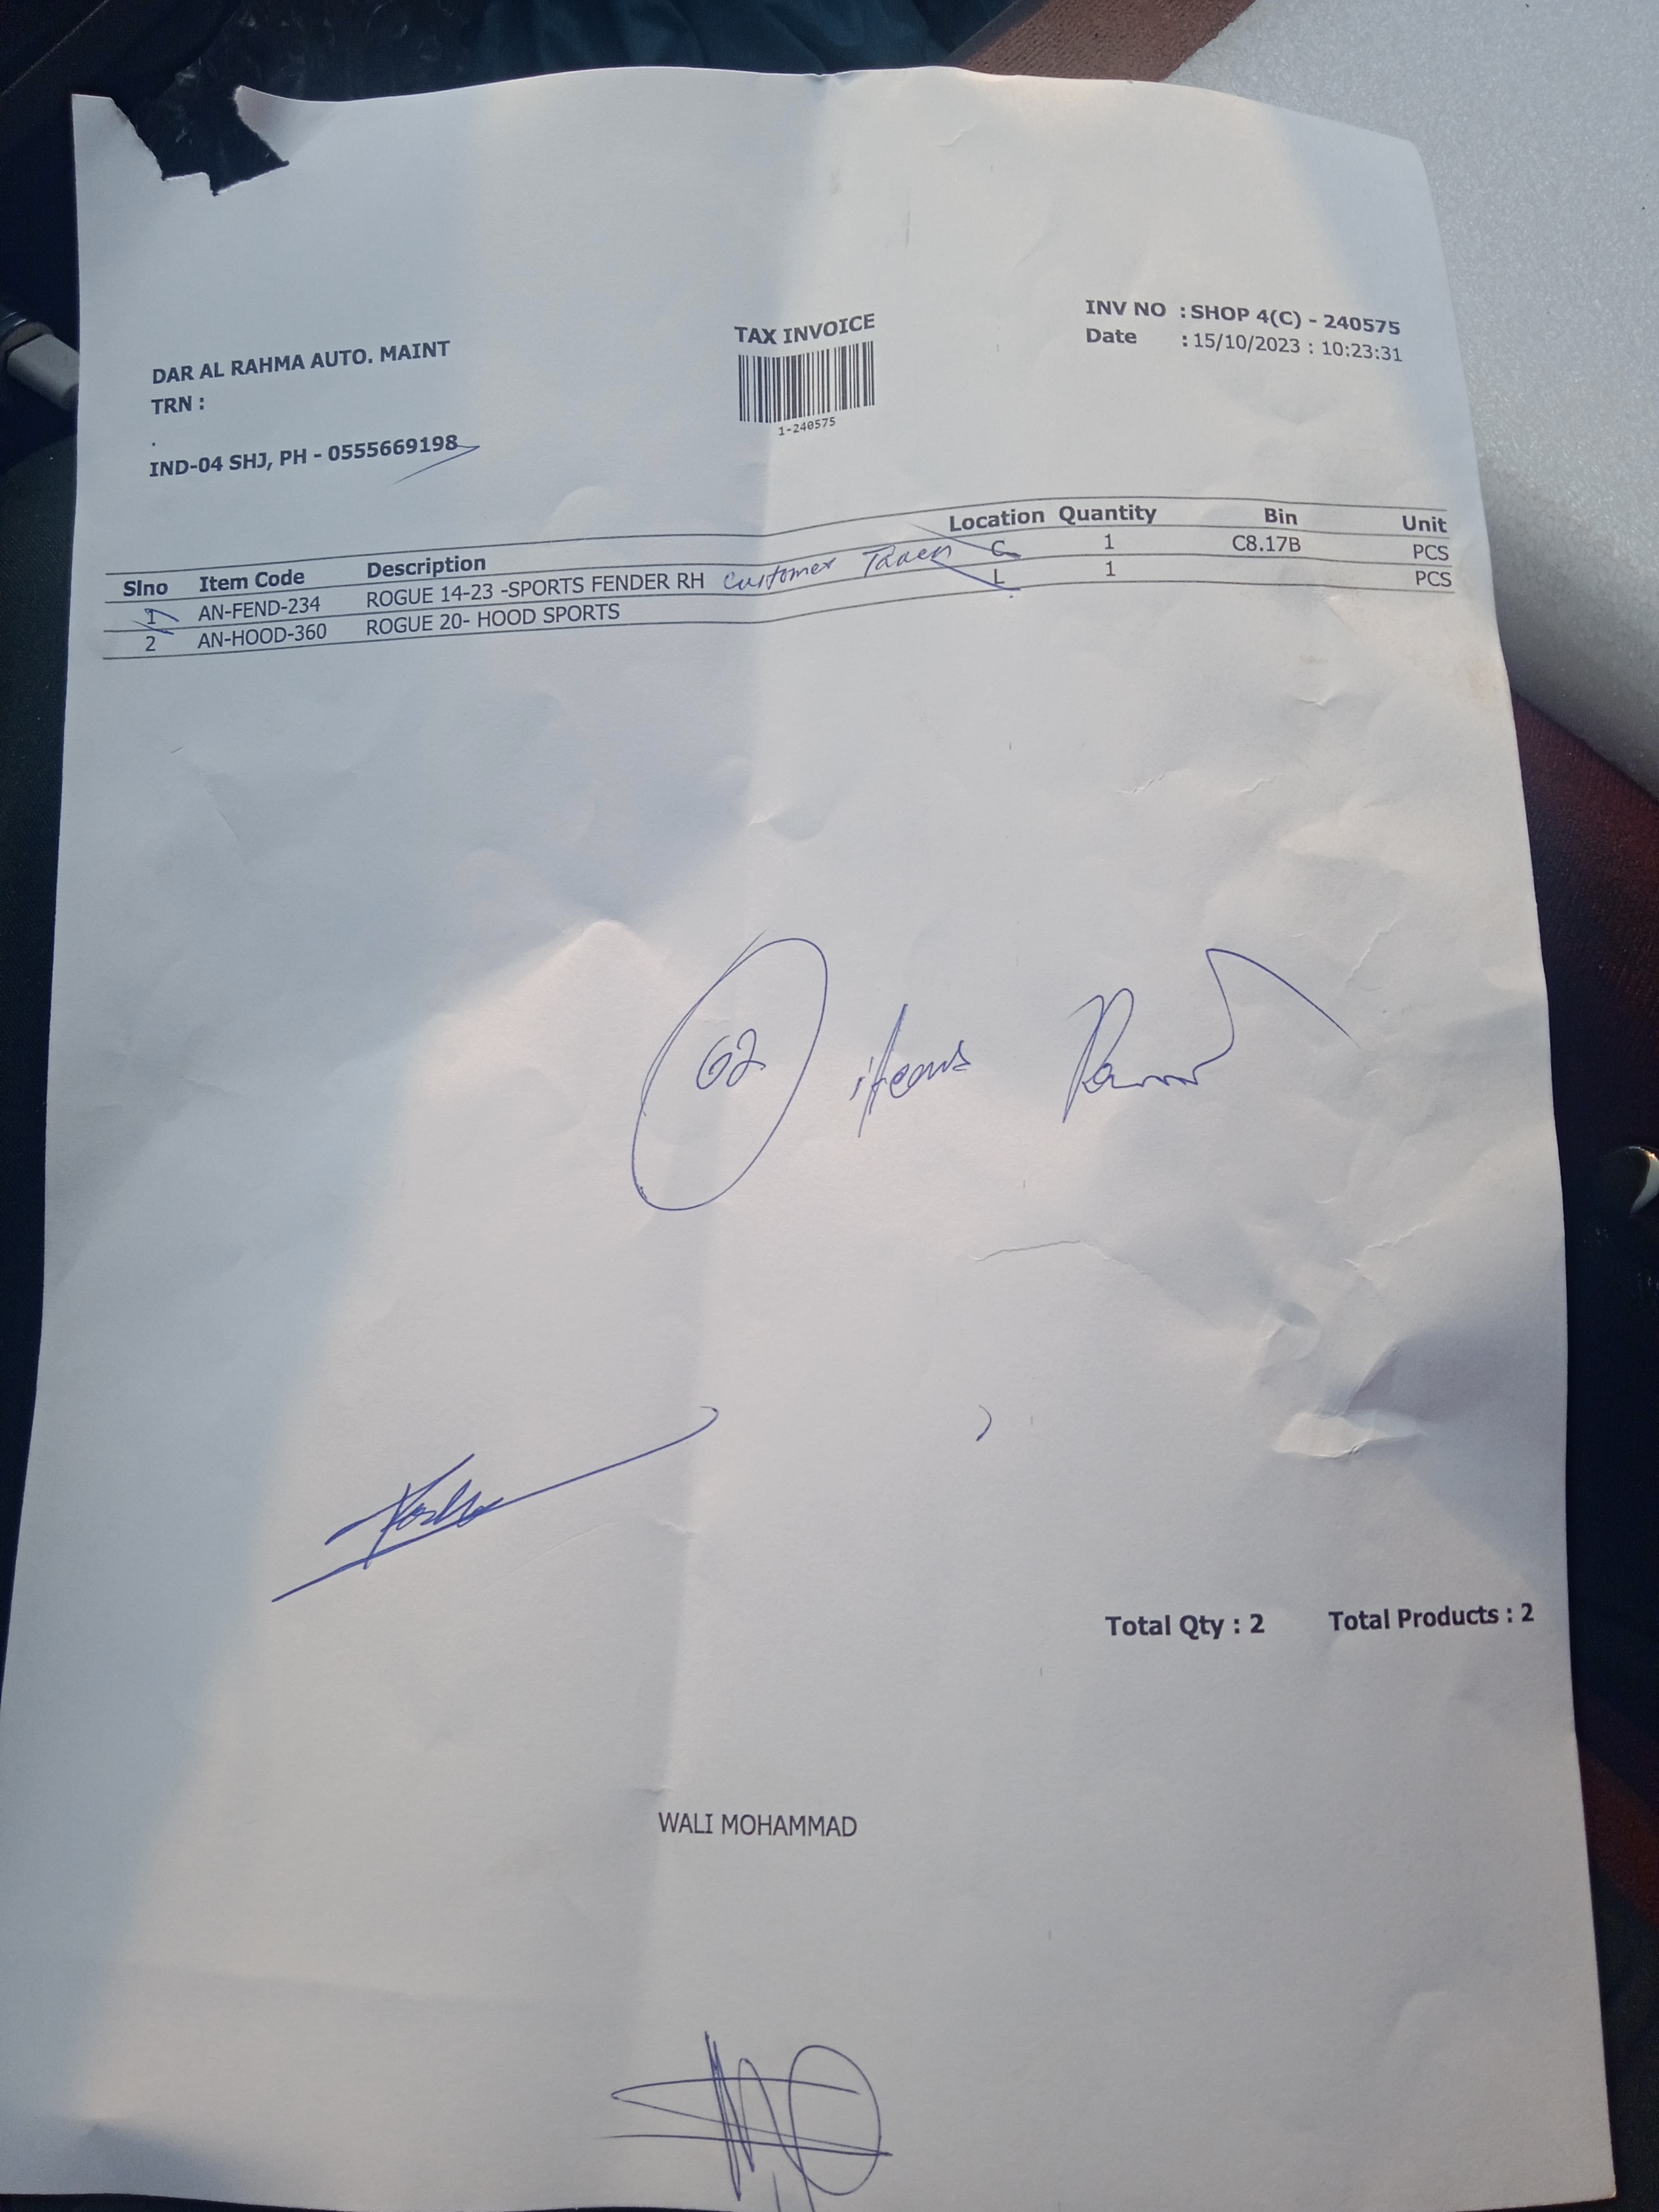 TAX INVOICE
INV NO : SHOP 4(C) - 240575
Date : 15/10/2023 : 10:23:31
1-240575
DAR AL RAHMA AUTO. MAINT
TRN :
.
IND-04 SHJ, PH - 0555669198
Slno Item Code Description Location Quantity Bin Unit
1 AN-FEND-234 ROGUE 14-23 -SPORTS FENDER RH Customer Taken C 1 C8.17B PCS
2 AN-HOOD-360 ROGUE 20- HOOD SPORTS L 1 PCS
02 items
Total Qty : 2 Total Products : 2
WALI MOHAMMAD